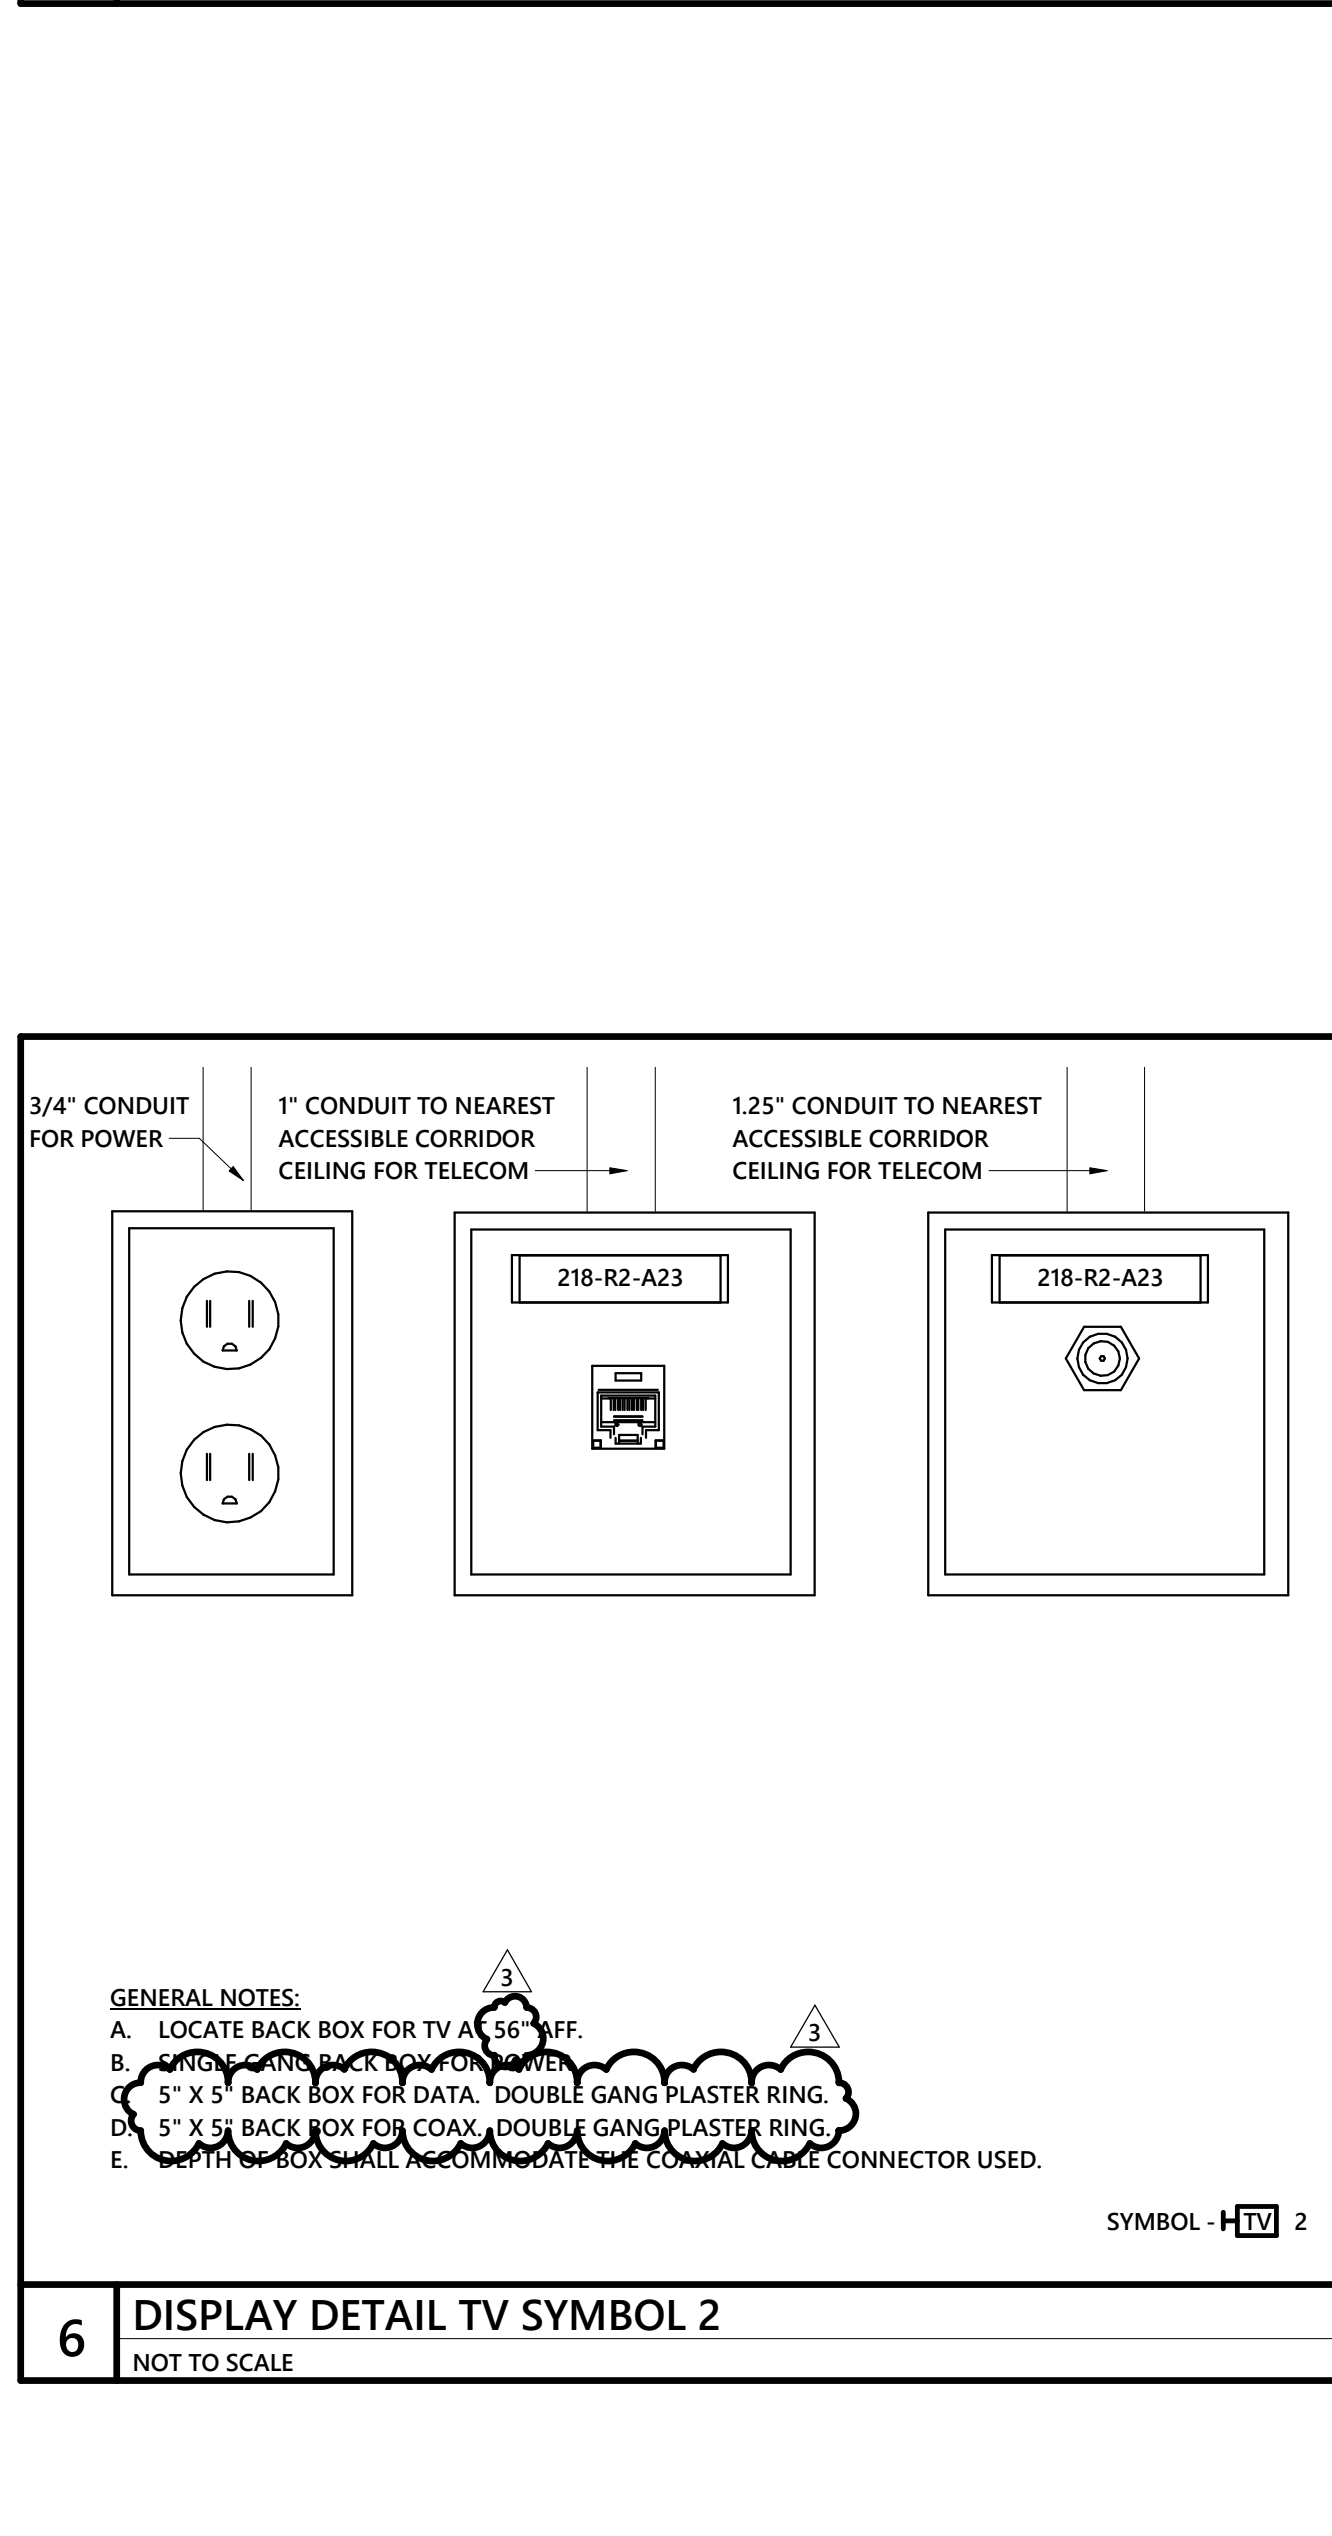 3/4" CONDUIT
FOR POWER
1" CONDUIT TO NEAREST
ACCESSIBLE CORRIDOR
CEILING FOR TELECOM
1.25" CONDUIT TO NEAREST
ACCESSIBLE CORRIDOR
CEILING FOR TELECOM
218-R2-A23
218-R2-A23
3
GENERAL NOTES:
A. LOCATE BACK BOX FOR TV AT 56" AFF.
3
B. SINGLE GANG BACK BOX FOR POWER.
C. 5" X 5" BACK BOX FOR DATA. DOUBLE GANG PLASTER RING.
D. 5" X 5" BACK BOX FOR COAX. DOUBLE GANG PLASTER RING.
E. DEPTH OF BOX SHALL ACCOMMODATE THE COAXIAL CABLE CONNECTOR USED.
SYMBOL - TV 2
6 DISPLAY DETAIL TV SYMBOL 2
NOT TO SCALE